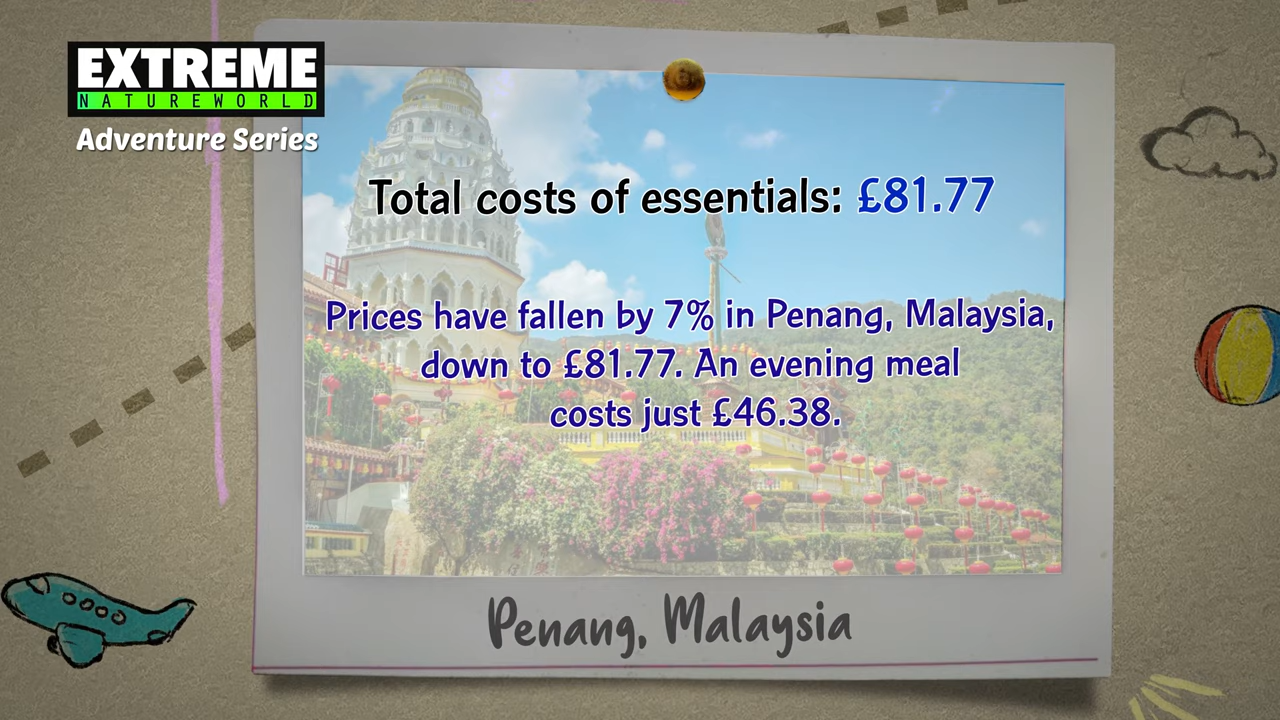 EXTREME
NATUREWORLD
Adventure Series
Total costs of essentials: £81.77
Prices have fallen by 7% in Penang, Malaysia,
down to £81.77. An evening meal
costs just £46.38.
Penang, Malaysia